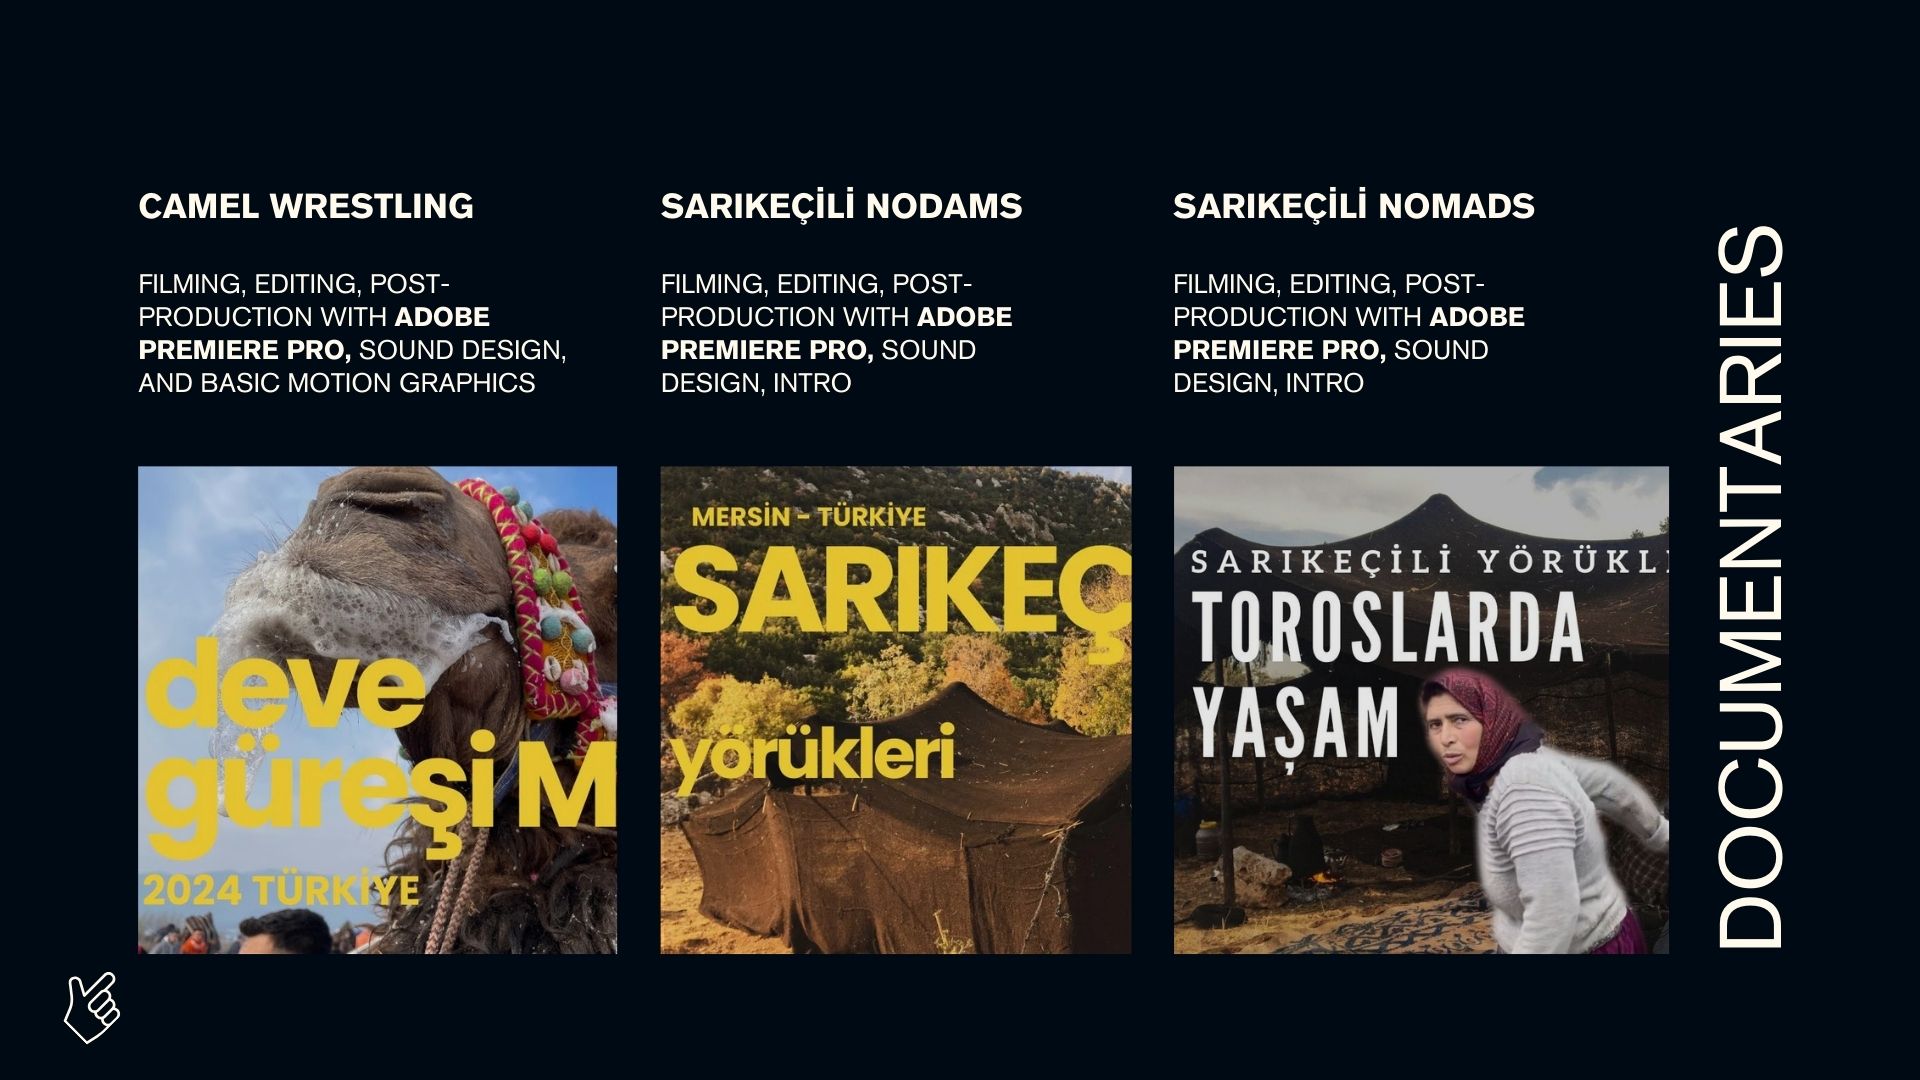 CAMEL WRESTLING
FILMING, EDITING, POST-
PRODUCTION WITH ADOBE
PREMIERE PRO, SOUND DESIGN,
AND BASIC MOTION GRAPHICS
deve
güreşi M
2024 TÜRKİYE
SARIKEÇİLİ NODAMS
FILMING, EDITING, POST-
PRODUCTION WITH ADOBE
PREMIERE PRO, SOUND
DESIGN, INTRO
MERSİN - TÜRKİYE
SARIKEÇ
yörükleri
SARIKEÇİLİ NOMADS
FILMING, EDITING, POST-
PRODUCTION WITH ADOBE
PREMIERE PRO, SOUND
DESIGN, INTRO
SARIKEÇİLİ YÖRÜKL
TOROSLARDA
YAŞAM
DOCUMENTARIES